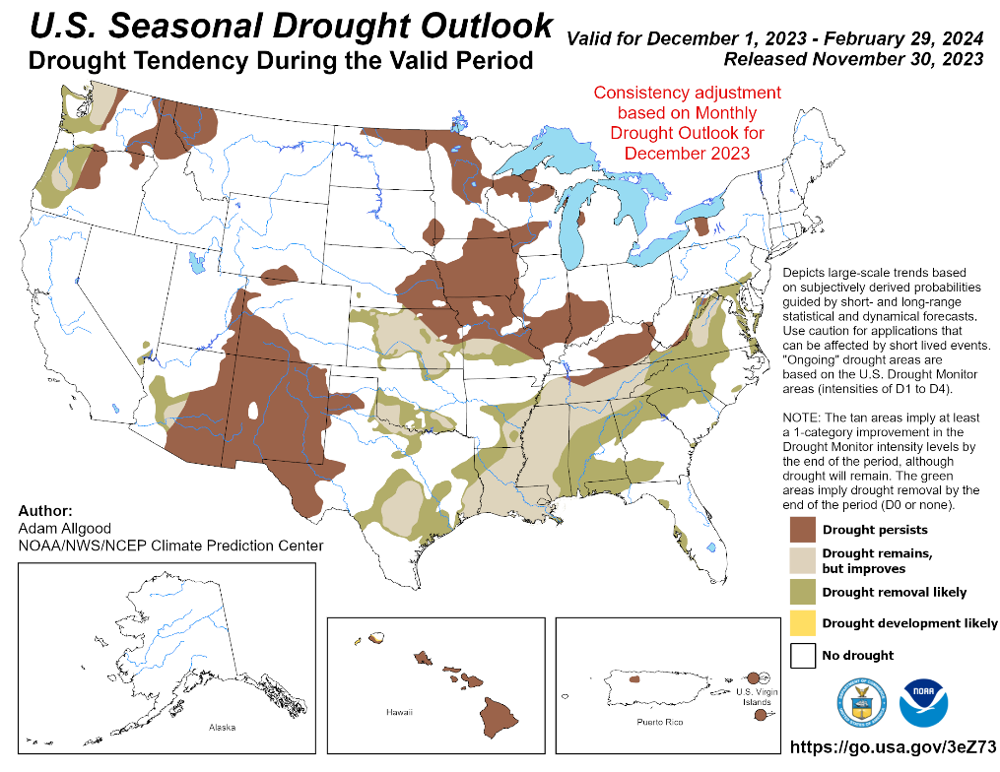 U.S. Seasonal Drought Outlook
Drought Tendency During the Valid Period
Valid for December 1, 2023 - February 29, 2024
Released November 30, 2023
Consistency adjustment
based on Monthly
Drought Outlook for
December 2023
Depicts large-scale trends based
on subjectively derived probabilities
guided by short- and long-range
statistical and dynamical forecasts.
Use caution for applications that
can be affected by short lived events.
"Ongoing" drought areas are
based on the U.S. Drought Monitor
areas (intensities of D1 to D4).
NOTE: The tan areas imply at least
a 1-category improvement in the
Drought Monitor intensity levels by
the end of the period, although
drought will remain. The green
areas imply drought removal by the
end of the period (D0 or none).
Author:
Adam Allgood
NOAA/NWS/NCEP Climate Prediction Center
Drought persists
Drought remains,
but improves
Drought removal likely
Drought development likely
No drought
Alaska
Hawaii
Puerto Rico
U.S. Virgin
Islands
NOAA
https://go.usa.gov/3eZ73